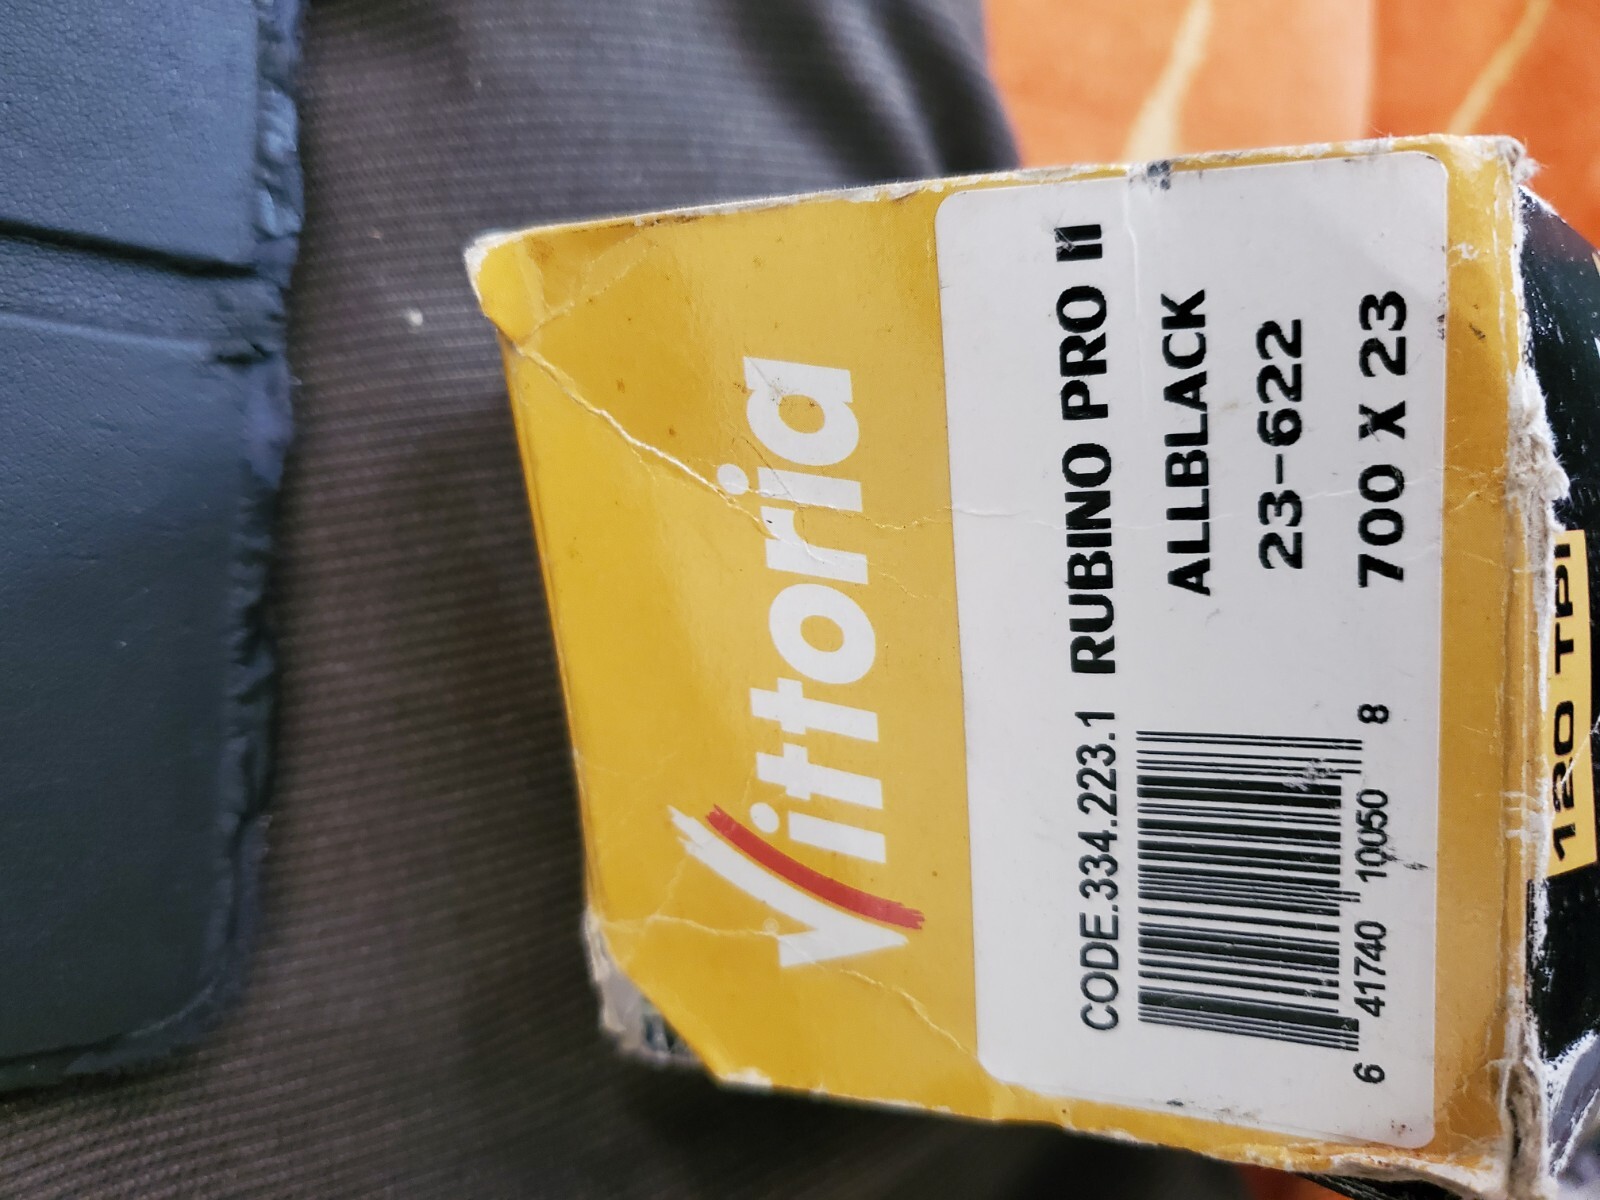 Vittoria
CODE.334.223.1 RUBINO PRO II
ALLBLACK
23-622
700 X 23
6 41740 10050 8
120 TPI